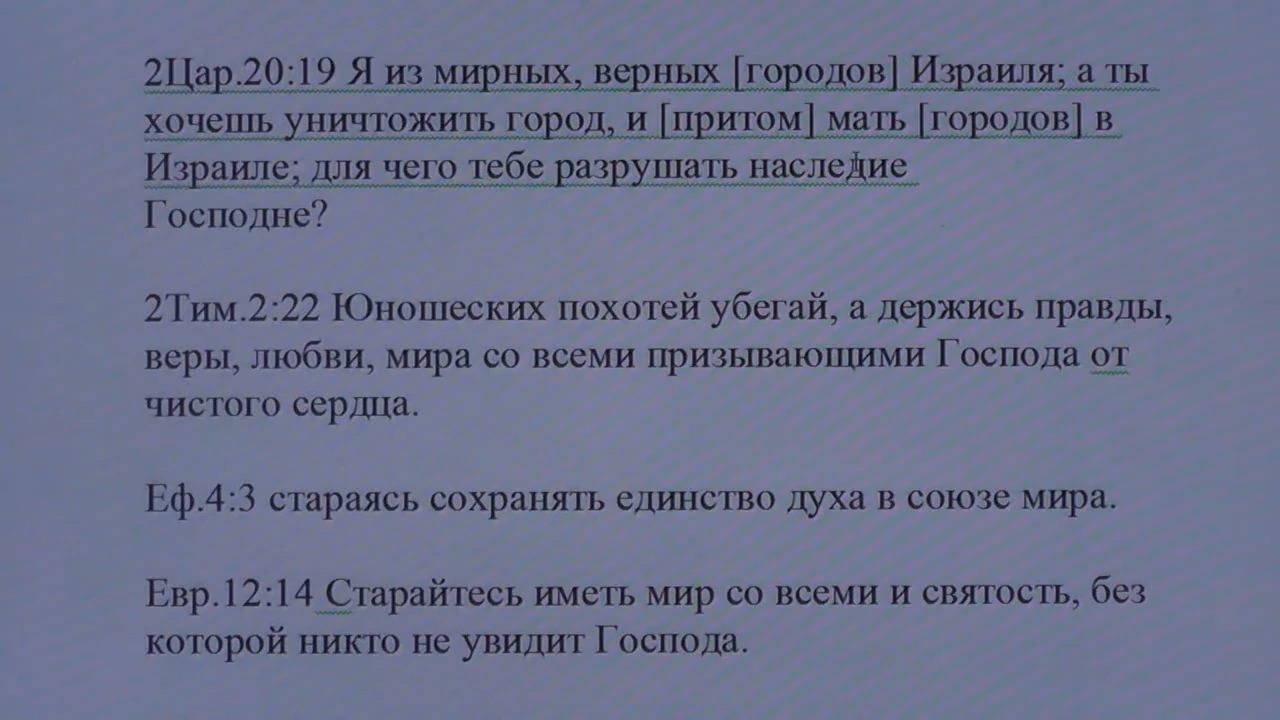 2Цар.20:19 Я из мирных, верных [городов] Израиля; а ты
хочешь уничтожить город, и [притом] мать [городов] в
Израиле; для чего тебе разрушать наследие
Господне?
2Тим.2:22 Юношеских похотей убегай, а держись правды,
веры, любви, мира со всеми призывающими Господа от
чистого сердца.
Еф.4:3 стараясь сохранять единство духа в союзе мира.
Евр.12:14 Старайтесь иметь мир со всеми и святость, без
которой никто не увидит Господа.